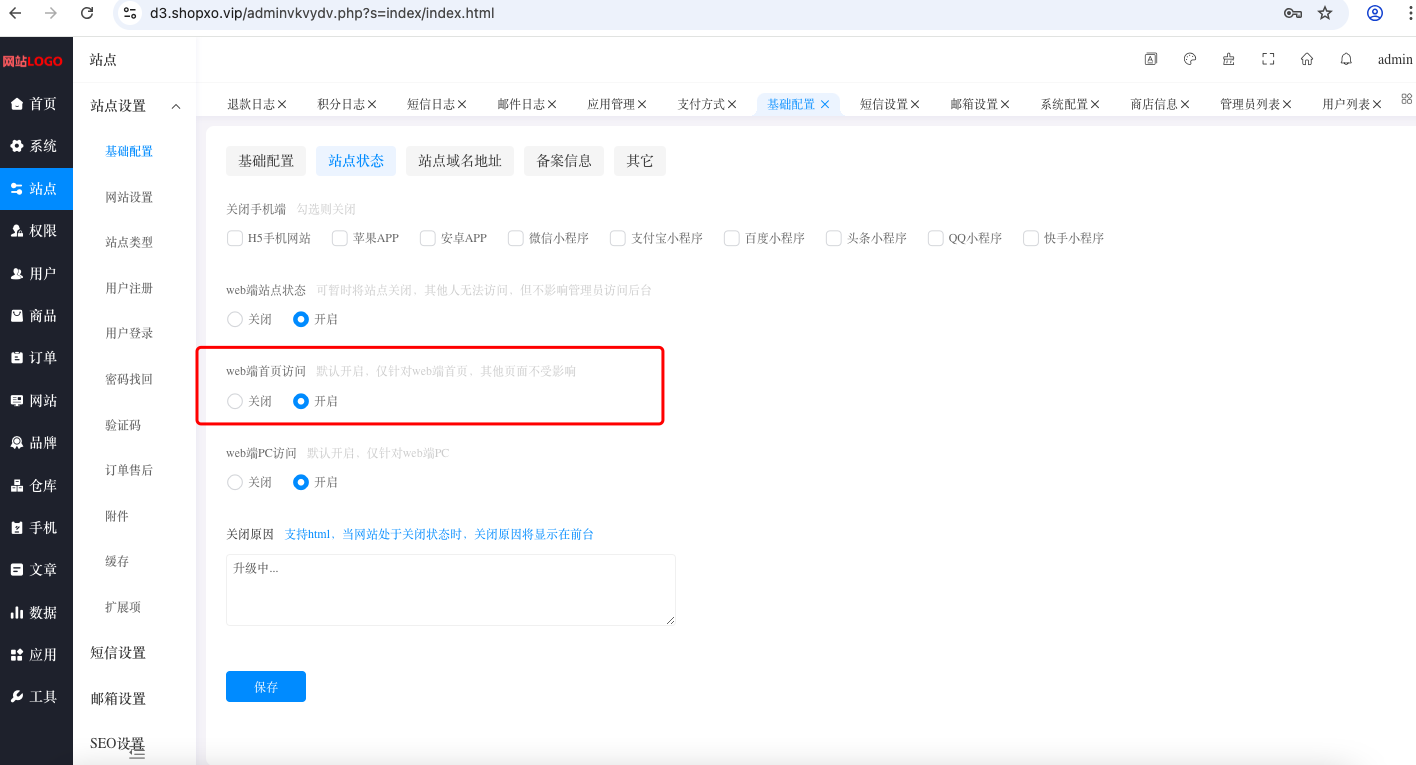 d3.shopxo.vip/adminvkvydv.php?s=index/index.html
网站LOGO
首页
系统
站点
权限
用户
商品
订单
网站
品牌
仓库
手机
文章
数据
应用
工具
站点
站点设置
基础配置
网站设置
站点类型
用户注册
用户登录
密码找回
验证码
订单售后
附件
缓存
扩展项
短信设置
邮箱设置
SEO设置
admin
退款日志 积分日志 短信日志 邮件日志 应用管理 支付方式 基础配置 短信设置 邮箱设置 系统配置 商店信息 管理员列表 用户列表
基础配置 站点状态 站点域名地址 备案信息 其它
关闭手机端 勾选则关闭
H5手机网站 苹果APP 安卓APP 微信小程序 支付宝小程序 百度小程序 头条小程序 QQ小程序 快手小程序
web端站点状态 可暂时将站点关闭，其他人无法访问，但不影响管理员访问后台
关闭 开启
web端首页访问 默认开启，仅针对web端首页，其他页面不受影响
关闭 开启
web端PC访问 默认开启，仅针对web端PC
关闭 开启
关闭原因 支持html，当网站处于关闭状态时，关闭原因将显示在前台
升级中...
保存